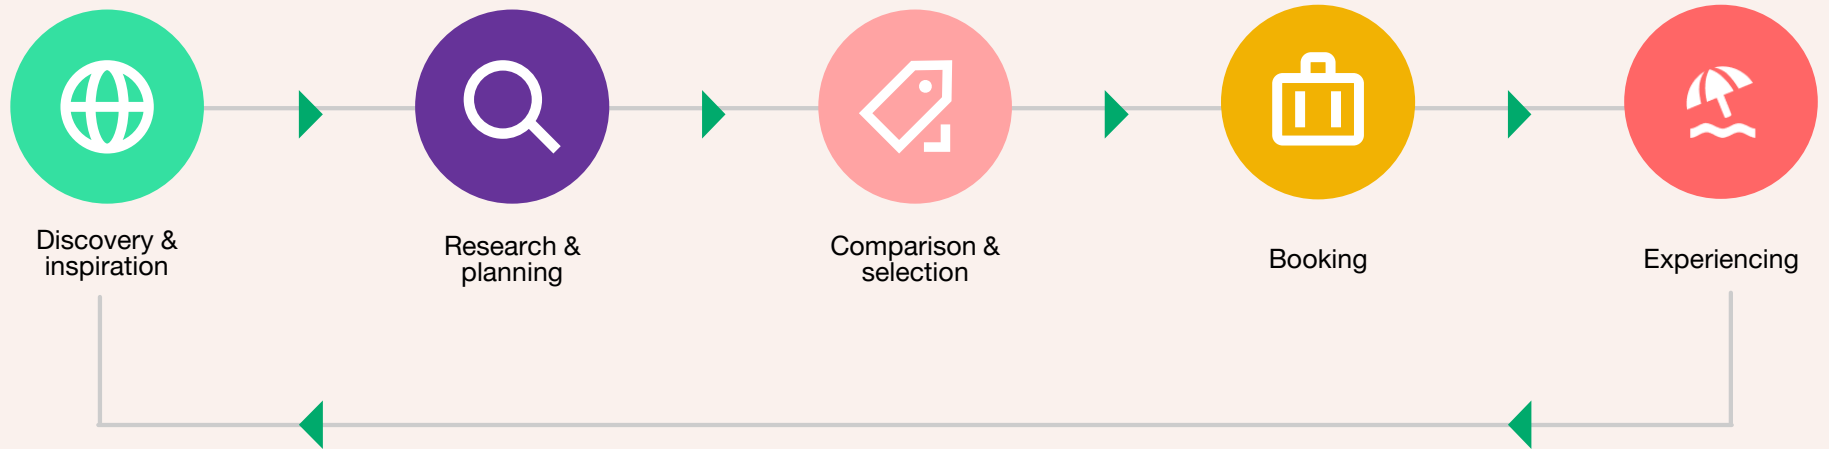 Discovery &
inspiration
Research &
planning
Comparison &
selection
Booking
Experiencing